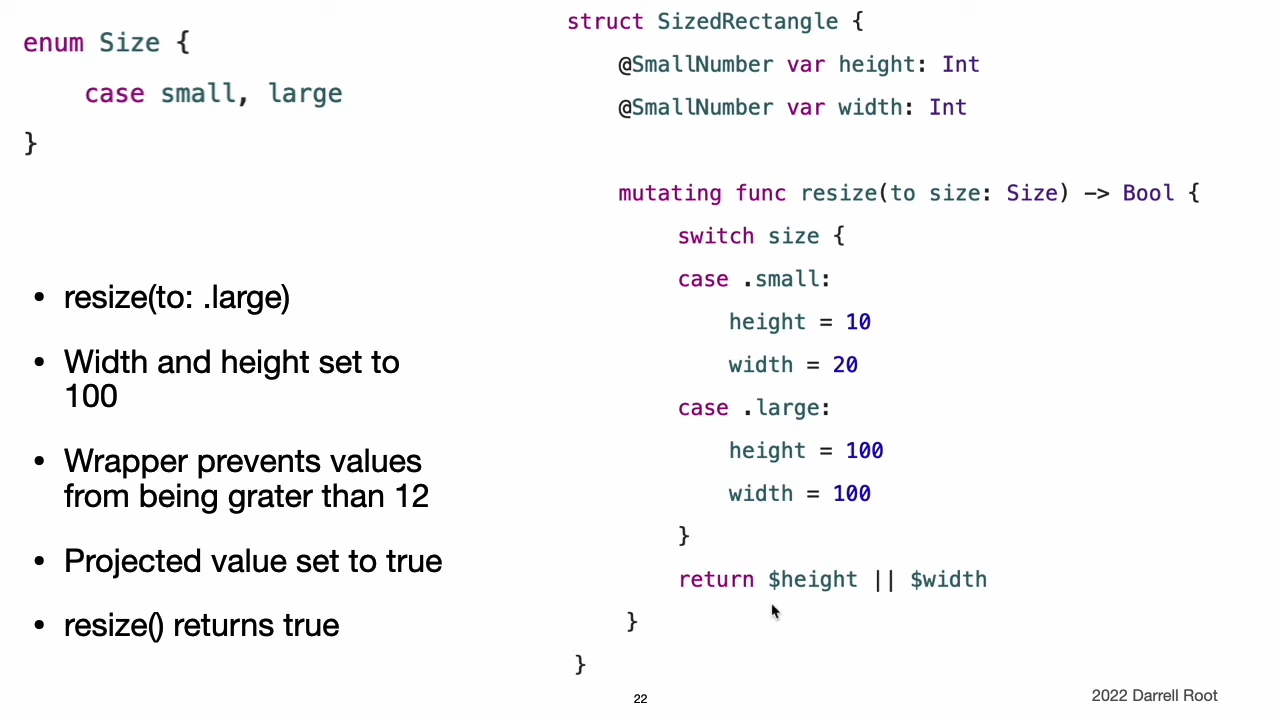 enum Size {
case small, large
}
• resize(to: .large)
• Width and height set to
100
• Wrapper prevents values
from being grater than 12
• Projected value set to true
• resize() returns true
struct SizedRectangle {
@SmallNumber var height: Int
@SmallNumber var width: Int
mutating func resize(to size: Size) -> Bool {
switch size {
case .small:
height = 10
width = 20
case .large:
height = 100
width = 100
}
return $height || $width
}
}
22
2022 Darrell Root